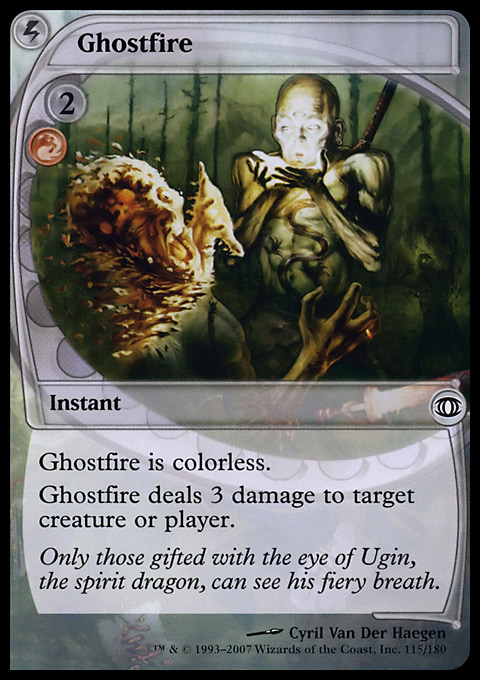 Ghostfire
2
Instant
Ghostfire is colorless.
Ghostfire deals 3 damage to target
creature or player.
Only those gifted with the eye of Ugin,
the spirit dragon, can see his fiery breath.
Cyril Van Der Haegen
™ & © 1993–2007 Wizards of the Coast, Inc. 115/180